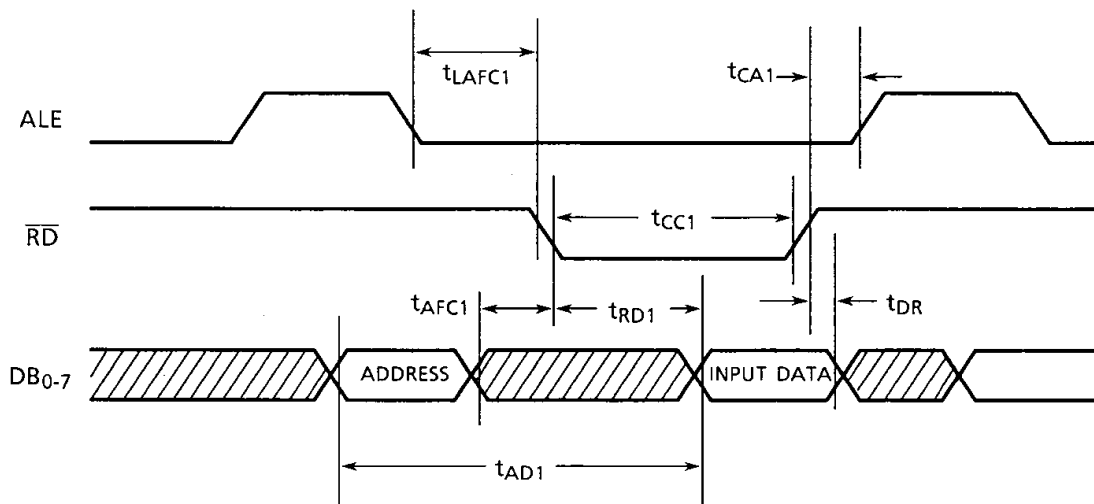 tLAFC1
tCA1
ALE
tCC1
RD
tAFC1
tRD1
tDR
DB0-7
ADDRESS
INPUT DATA
tAD1